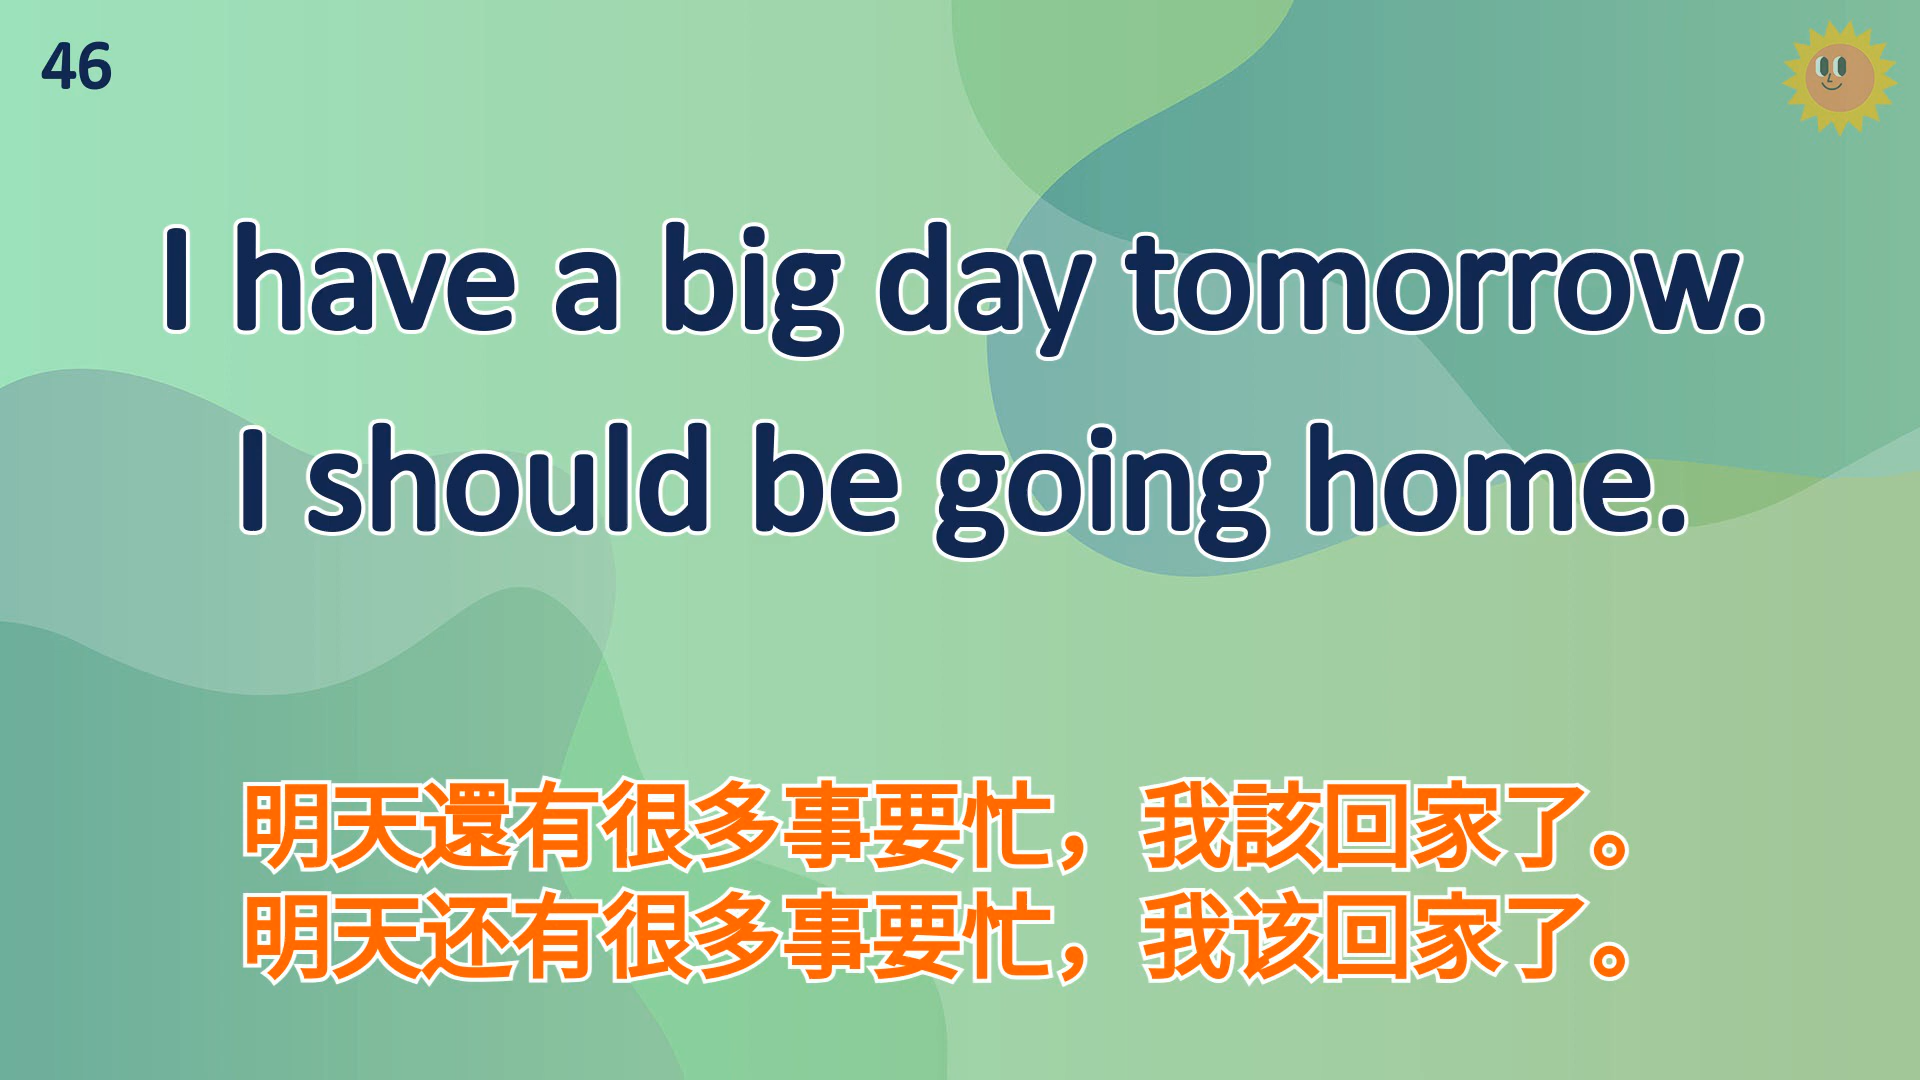 46
I have a big day tomorrow.
I should be going home.
明天還有很多事要忙，我該回家了。
明天还有很多事要忙，我该回家了。